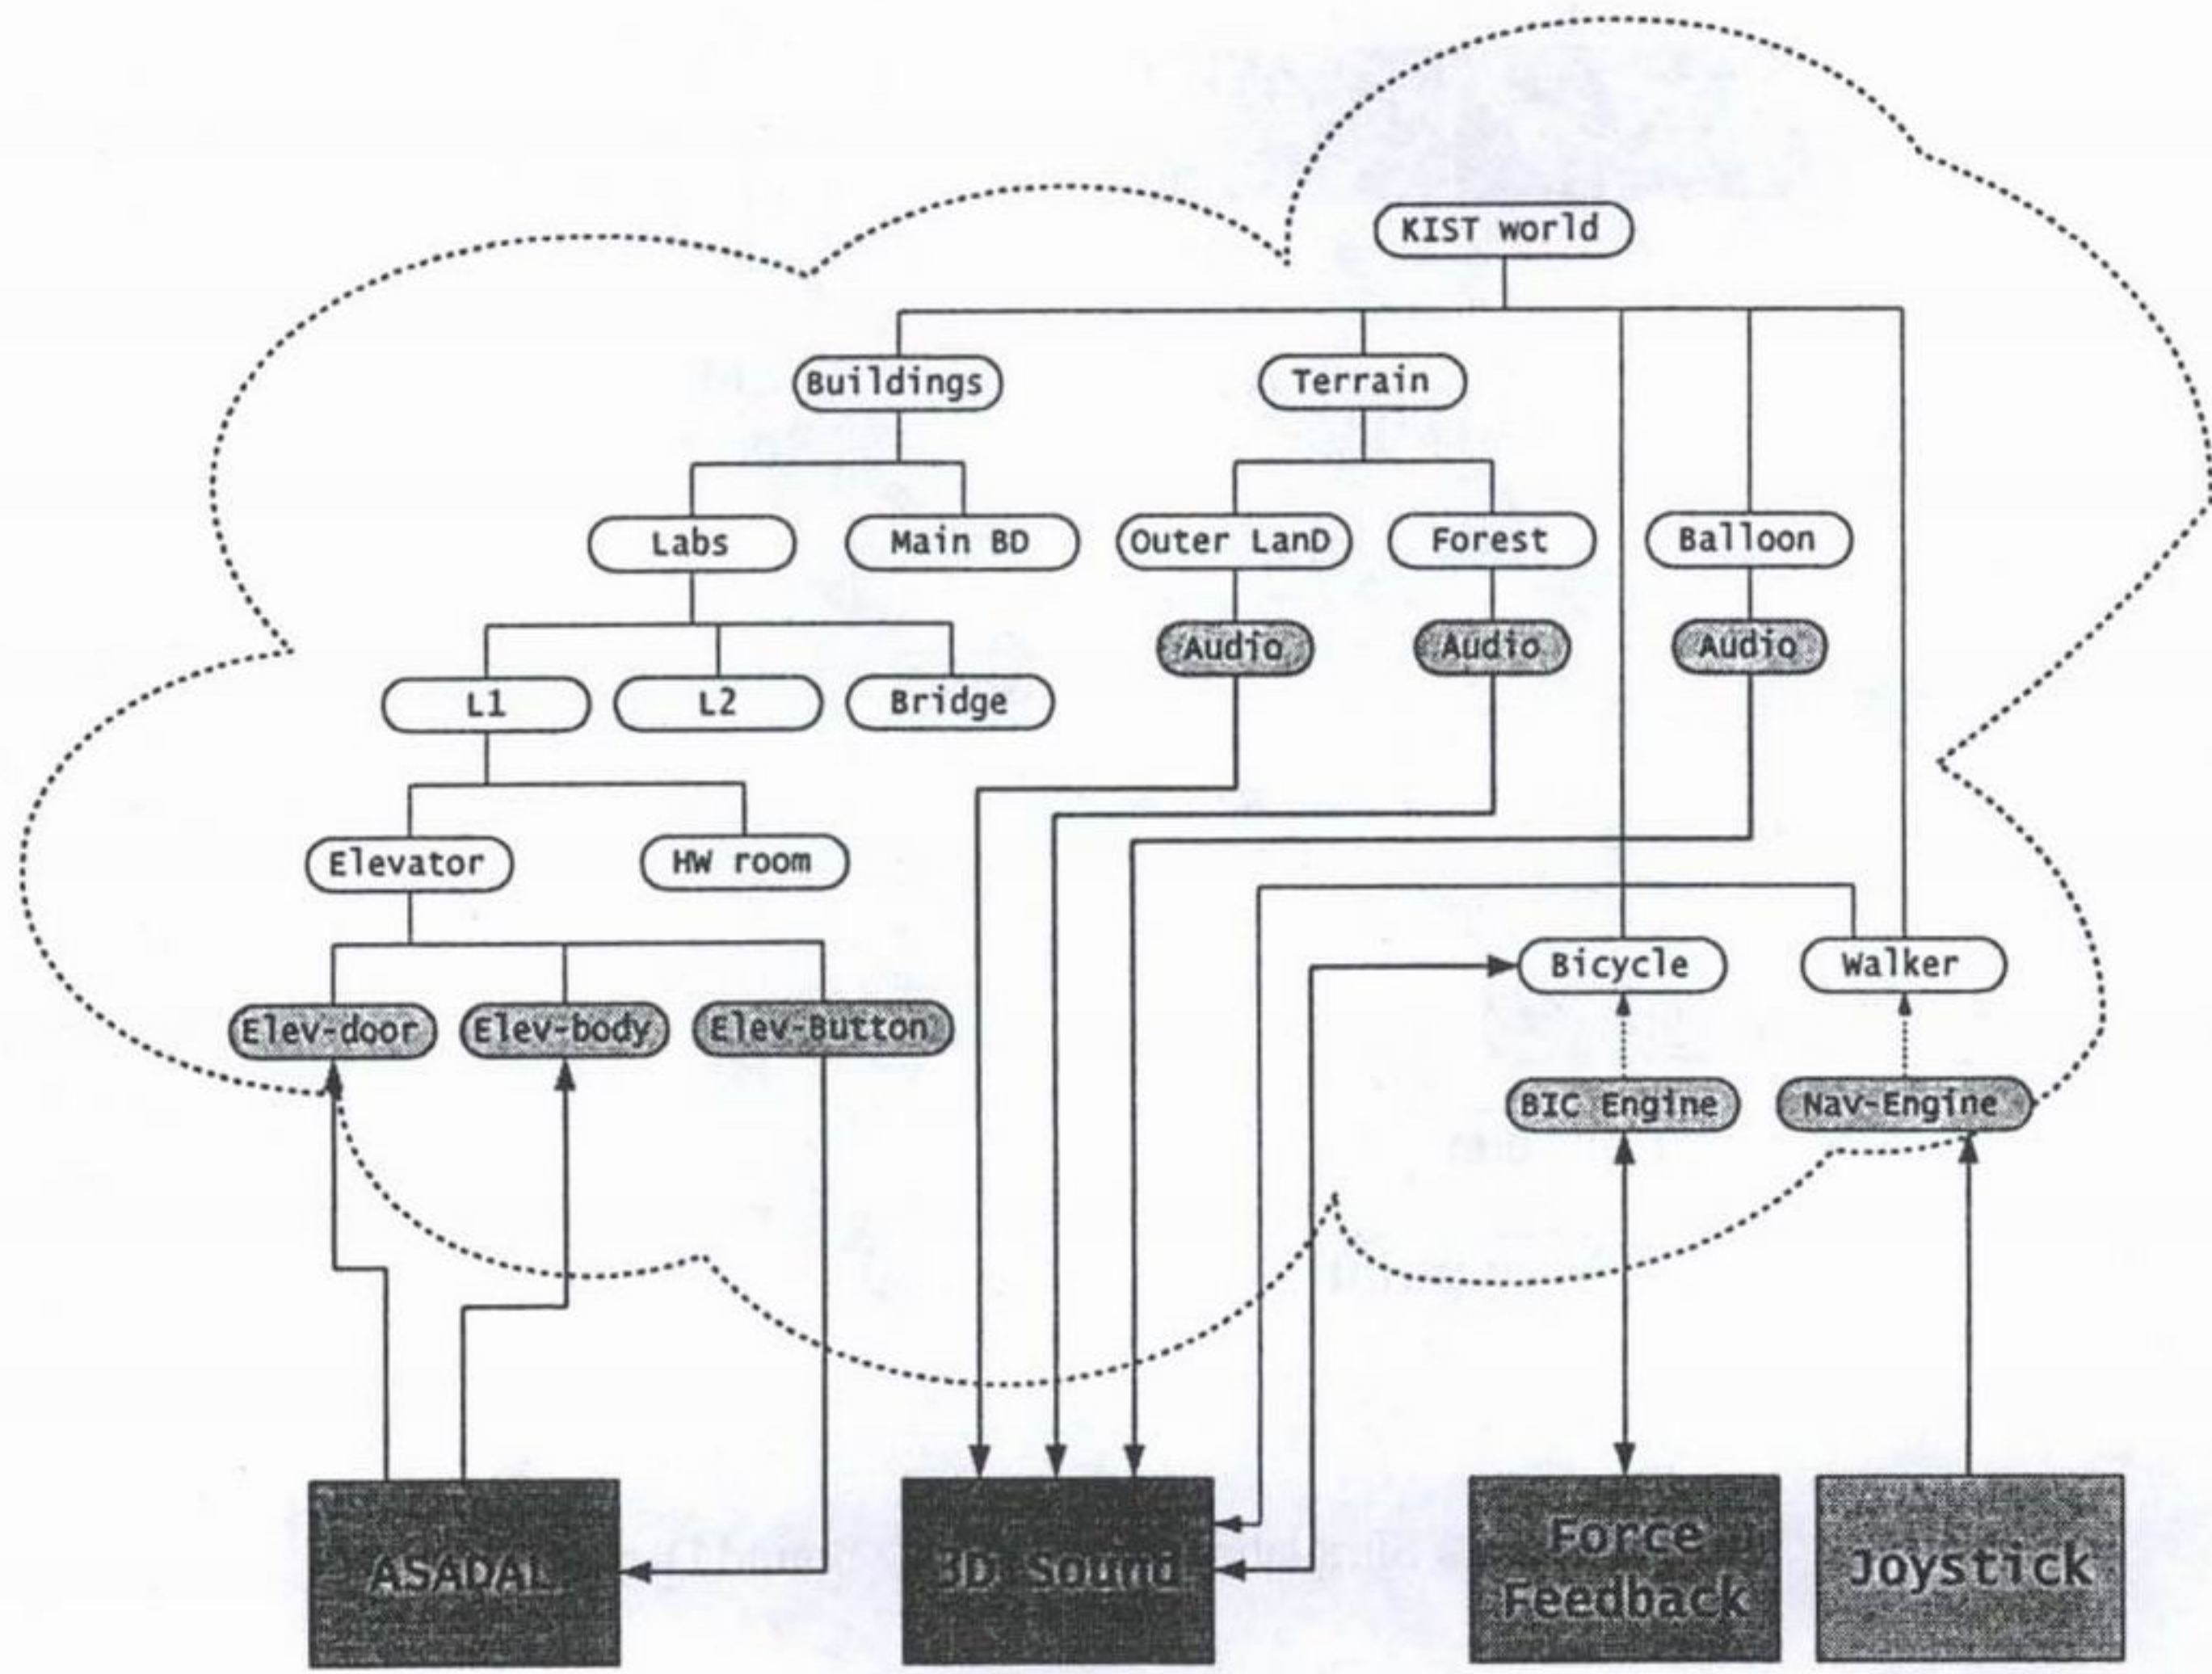 KIST world
Buildings
Terrain
Labs
Main BD
Outer LanD
Forest
Balloon
Audio
Audio
Audio
L1
L2
Bridge
Elevator
HW room
Bicycle
Walker
Elev-door
Elev-body
Elev-Button
BIC Engine
Nav-Engine
ASADAL
3D Sound
Force
Feedback
Joystick